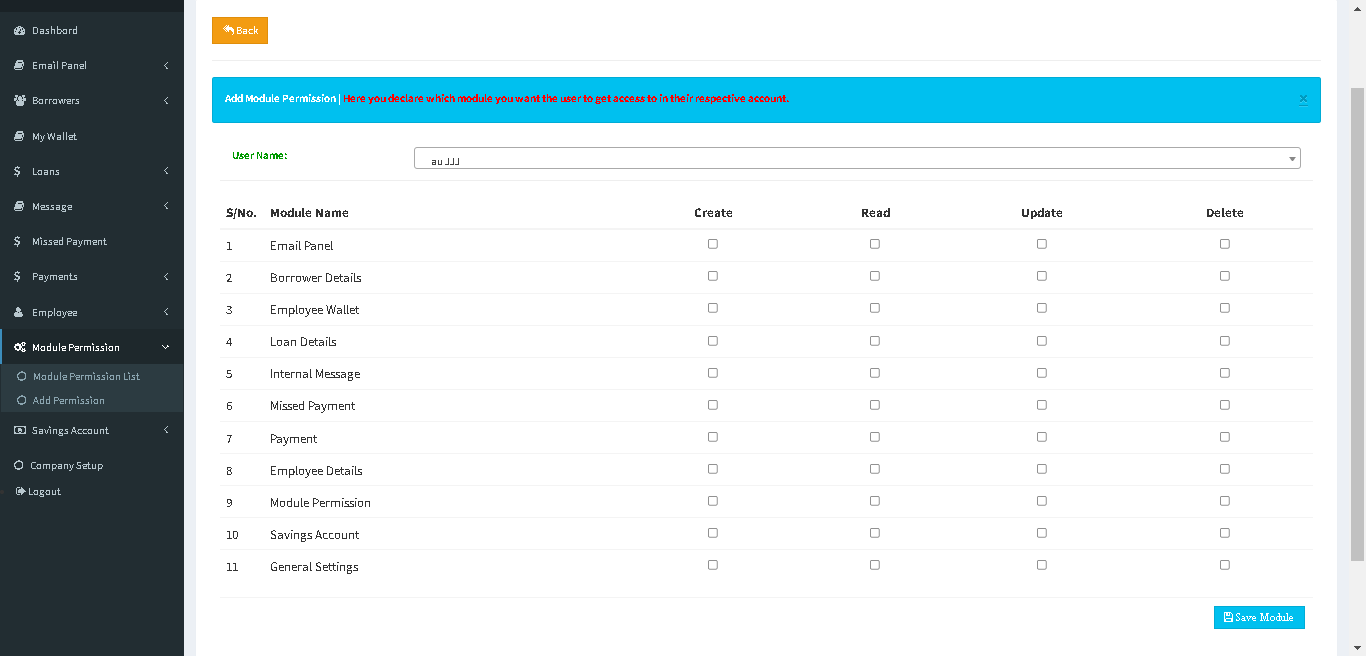 Dashbord
Email Panel
Borrowers
My Wallet
Loans
Message
Missed Payment
Payments
Employee
Module Permission
Module Permission List
Add Permission
Savings Account
Company Setup
Logout
Back
Add Module Permission | Here you declare which module you want the user to get access to in their respective account.
×
User Name: au
S/No. Module Name Create Read Update Delete
1 Email Panel
2 Borrower Details
3 Employee Wallet
4 Loan Details
5 Internal Message
6 Missed Payment
7 Payment
8 Employee Details
9 Module Permission
10 Savings Account
11 General Settings
Save Module